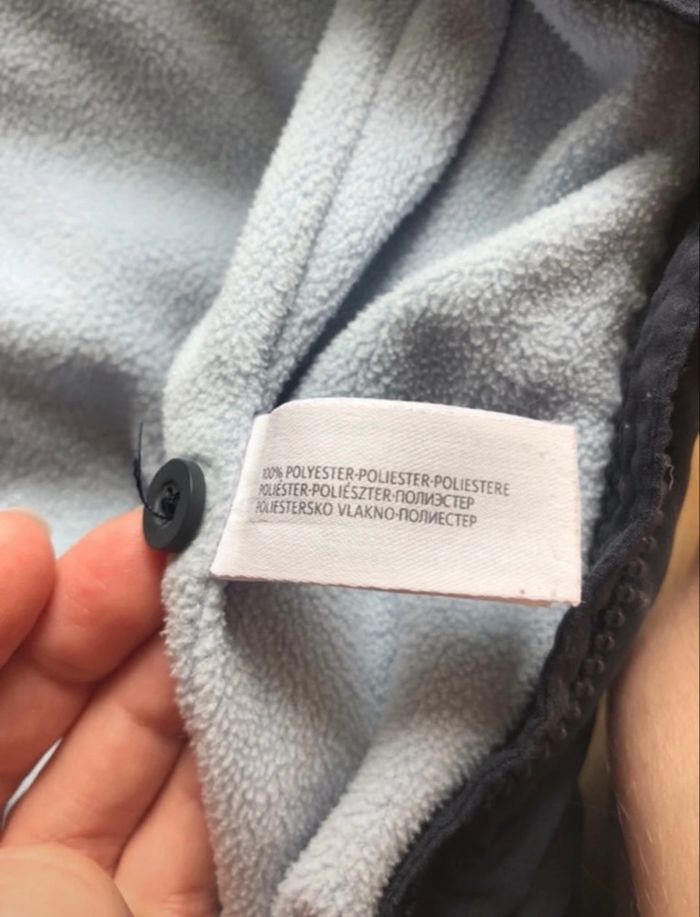 100% POLYESTER-POLIESTER-POLIESTERE
POLIÉSTER-POLIÉSZTER-ПОЛИЭСТЕР
POLIESTERSKO VLAKNO-ПОЛИЕСТЕР